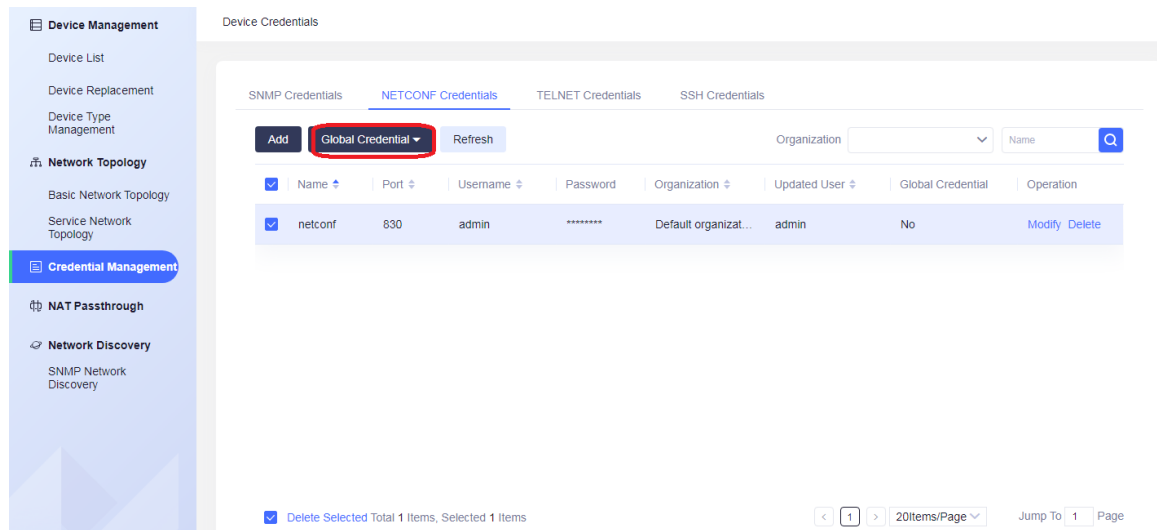 Device Management
Device List
Device Replacement
Device Type
Management
Network Topology
Basic Network Topology
Service Network
Topology
Credential Management
NAT Passthrough
Network Discovery
SNMP Network
Discovery
Device Credentials
SNMP Credentials NETCONF Credentials TELNET Credentials SSH Credentials
Add Global Credential Refresh Organization Name
Name Port Username Password Organization Updated User Global Credential Operation
netconf 830 admin ******** Default organizat... admin No Modify Delete
Delete Selected Total 1 Items, Selected 1 Items < 1 > 20Items/Page Jump To 1 Page